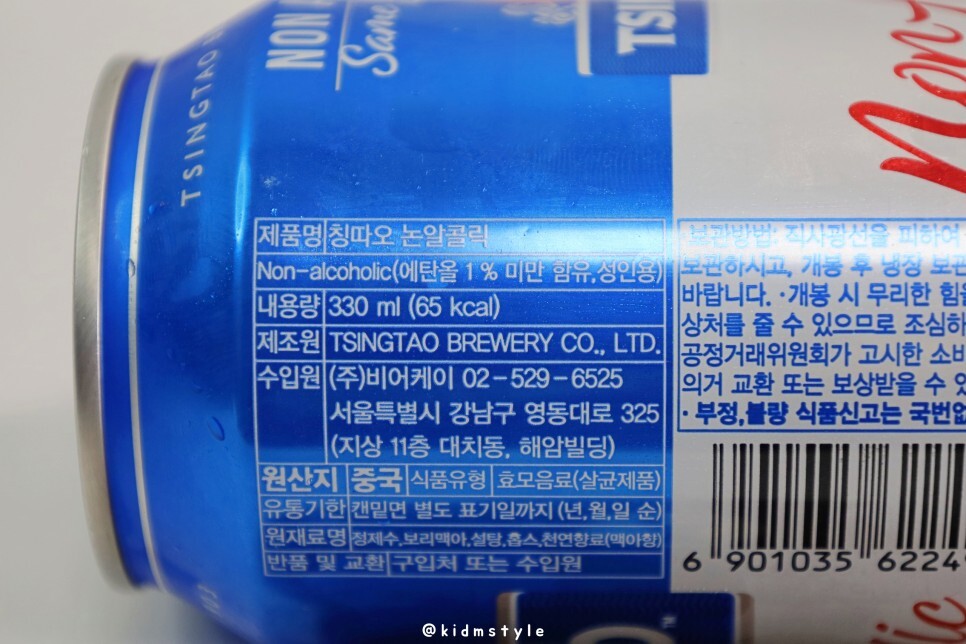 TSINGTAO
NON
Same
TSI
Non
제품명 칭따오 논알콜릭
Non-alcoholic(에탄올 1 % 미만 함유,성인용)
내용량 330 ml (65 kcal)
제조원 TSINGTAO BREWERY CO., LTD.
수입원 (주)비어케이 02-529-6525
서울특별시 강남구 영동대로 325
(지상 11층 대치동, 해암빌딩)
원산지 중국 식품유형 효모음료(살균제품)
유통기한 캔밑면 별도 표기일까지 (년,월,일 순)
원재료명 정제수,보리맥아,설탕,홉스,천연향료(맥아향)
반품 및 교환 구입처 또는 수입원
보관방법: 직사광선을 피하여
보관하시고, 개봉 후 냉장 보관
바랍니다. ·개봉 시 무리한 힘을
상처를 줄 수 있으므로 조심하
공정거래위원회가 고시한 소비
의거 교환 또는 보상받을 수 있
· 부정,불량 식품신고는 국번없
6 901035 6224
ic
@kidmstyle